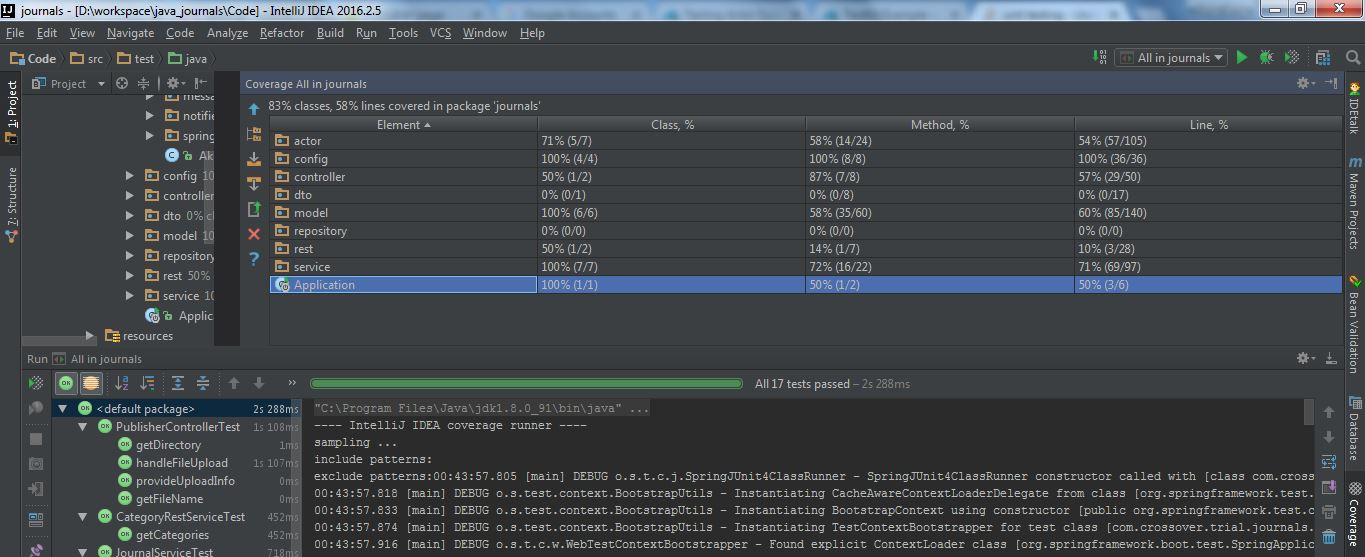 journals - [D:\workspace\java_journals\Code] - IntelliJ IDEA 2016.2.5
File Edit View Navigate Code Analyze Refactor Build Run Tools VCS Window Help
Code src test java
All in journals
1: Project
7: Structure
Project
messa
notifie
spring
Ak
config 10
controller
dto 0% cl
model 10
repository
rest 50%
service 10
Applic
resources
Coverage All in journals
83% classes, 58% lines covered in package 'journals'
Element Class, % Method, % Line, %
actor 71% (5/7) 58% (14/24) 54% (57/105)
config 100% (4/4) 100% (8/8) 100% (36/36)
controller 50% (1/2) 87% (7/8) 57% (29/50)
dto 0% (0/1) 0% (0/8) 0% (0/17)
model 100% (6/6) 58% (35/60) 60% (85/140)
repository 0% (0/0) 0% (0/0) 0% (0/0)
rest 50% (1/2) 14% (1/7) 10% (3/28)
service 100% (7/7) 72% (16/22) 71% (69/97)
Application 100% (1/1) 50% (1/2) 50% (3/6)
IDEtalk
Maven Projects
Bean Validation
Database
Coverage
Run All in journals
All 17 tests passed – 2s 288ms
<default package> 2s 288ms
PublisherControllerTest 1s 108ms
getDirectory 1ms
handleFileUpload 1s 107ms
provideUploadInfo 0ms
getFileName 0ms
CategoryRestServiceTest 452ms
getCategories 452ms
JournalServiceTest 718ms
"C:\Program Files\Java\jdk1.8.0_91\bin\java" ...
---- IntelliJ IDEA coverage runner ----
sampling ...
include patterns:
exclude patterns:00:43:57.805 [main] DEBUG o.s.t.c.j.SpringJUnit4ClassRunner - SpringJUnit4ClassRunner constructor called with [class com.cross
00:43:57.818 [main] DEBUG o.s.test.context.BootstrapUtils - Instantiating CacheAwareContextLoaderDelegate from class [org.springframework.test.
00:43:57.833 [main] DEBUG o.s.test.context.BootstrapUtils - Instantiating BootstrapContext using constructor [public org.springframework.test.c
00:43:57.874 [main] DEBUG o.s.test.context.BootstrapUtils - Instantiating TestContextBootstrapper for test class [com.crossover.trial.journals.
00:43:57.916 [main] DEBUG o.s.t.c.w.WebTestContextBootstrapper - Found explicit ContextLoader class [org.springframework.boot.test.SpringApplic